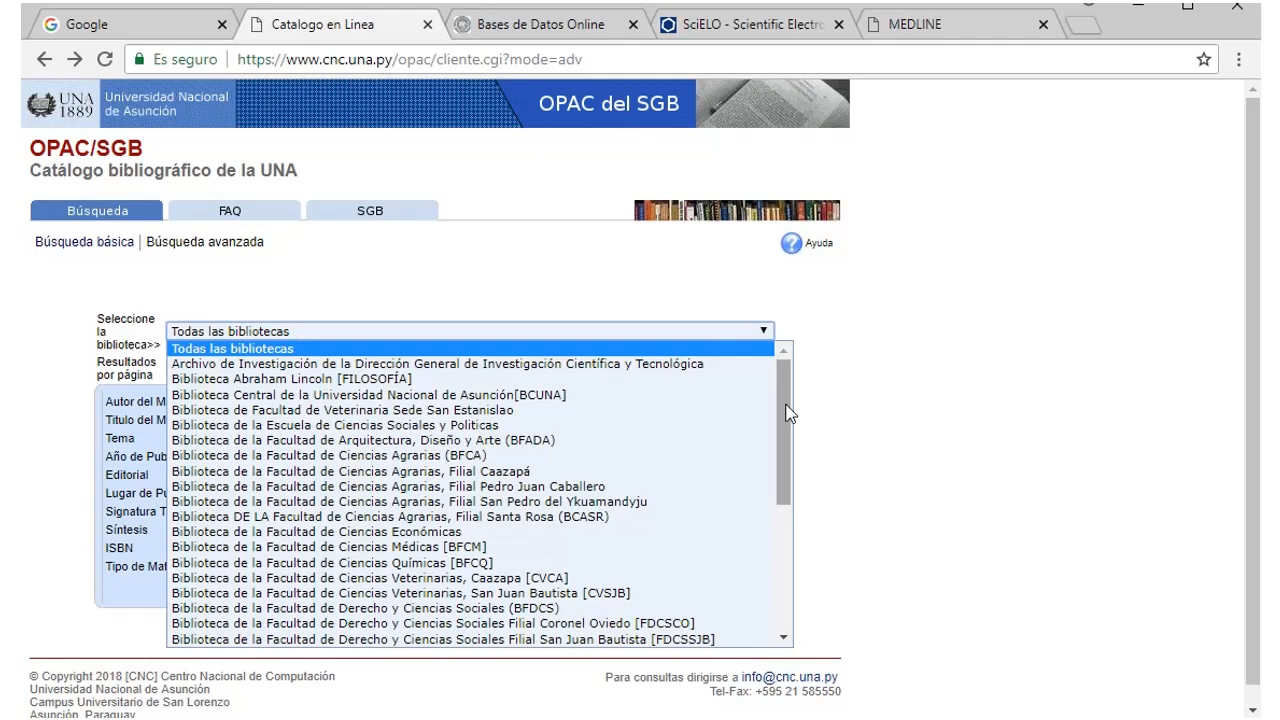 Google
Catalogo en Linea
Bases de Datos Online
SciELO - Scientific Electro
MEDLINE
Es seguro
https://www.cnc.una.py/opac/cliente.cgi?mode=adv
UNA
1889
Universidad Nacional
de Asunción
OPAC del SGB
OPAC/SGB
Catálogo bibliográfico de la UNA
Búsqueda
FAQ
SGB
Búsqueda básica | Búsqueda avanzada
Ayuda
Seleccione
la
biblioteca>>
Todas las bibliotecas
Resultados
por página
Todas las bibliotecas
Archivo de Investigación de la Dirección General de Investigación Científica y Tecnológica
Biblioteca Abraham Lincoln [FILOSOFÍA]
Biblioteca Central de la Universidad Nacional de Asunción[BCUNA]
Biblioteca de Facultad de Veterinaria Sede San Estanislao
Biblioteca de la Escuela de Ciencias Sociales y Politicas
Biblioteca de la Facultad de Arquitectura, Diseño y Arte (BFADA)
Biblioteca de la Facultad de Ciencias Agrarias (BFCA)
Biblioteca de la Facultad de Ciencias Agrarias, Filial Caazapá
Biblioteca de la Facultad de Ciencias Agrarias, Filial Pedro Juan Caballero
Biblioteca de la Facultad de Ciencias Agrarias, Filial San Pedro del Ykuamandyju
Biblioteca DE LA Facultad de Ciencias Agrarias, Filial Santa Rosa (BCASR)
Biblioteca de la Facultad de Ciencias Económicas
Biblioteca de la Facultad de Ciencias Médicas [BFCM]
Biblioteca de la Facultad de Ciencias Químicas [BFCQ]
Biblioteca de la Facultad de Ciencias Veterinarias, Caazapa [CVCA]
Biblioteca de la Facultad de Ciencias Veterinarias, San Juan Bautista [CVSJB]
Biblioteca de la Facultad de Derecho y Ciencias Sociales (BFDCS)
Biblioteca de la Facultad de Derecho y Ciencias Sociales Filial Coronel Oviedo [FDCSCO]
Biblioteca de la Facultad de Derecho y Ciencias Sociales Filial San Juan Bautista [FDCSSJB]
Autor del M
Titulo del M
Tema
Año de Pub
Editorial
Lugar de Pu
Signatura T
Síntesis
ISBN
Tipo de Mat
© Copyright 2018 [CNC] Centro Nacional de Computación
Universidad Nacional de Asunción
Campus Universitario de San Lorenzo
Asunción, Paraguay
Para consultas dirigirse a info@cnc.una.py
Tel-Fax: +595 21 585550